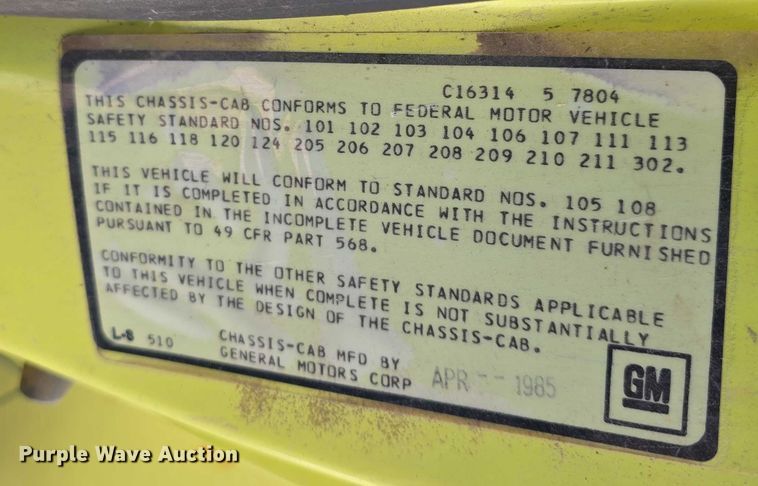 C16314 5 7804
THIS CHASSIS-CAB CONFORMS TO FEDERAL MOTOR VEHICLE
SAFETY STANDARD NOS. 101 102 103 104 106 107 111 113
115 116 118 120 124 205 206 207 208 209 210 211 302.
THIS VEHICLE WILL CONFORM TO STANDARD NOS. 105 108
IF IT IS COMPLETED IN ACCORDANCE WITH THE INSTRUCTIONS
CONTAINED IN THE INCOMPLETE VEHICLE DOCUMENT FURNISHED
PURSUANT TO 49 CFR PART 568.
CONFORMITY TO THE OTHER SAFETY STANDARDS APPLICABLE
TO THIS VEHICLE WHEN COMPLETE IS NOT SUBSTANTIALLY
AFFECTED BY THE DESIGN OF THE CHASSIS-CAB.
L-8 510 CHASSIS-CAB MFD BY
GENERAL MOTORS CORP APR -- 1985
GM
Purple Wave Auction